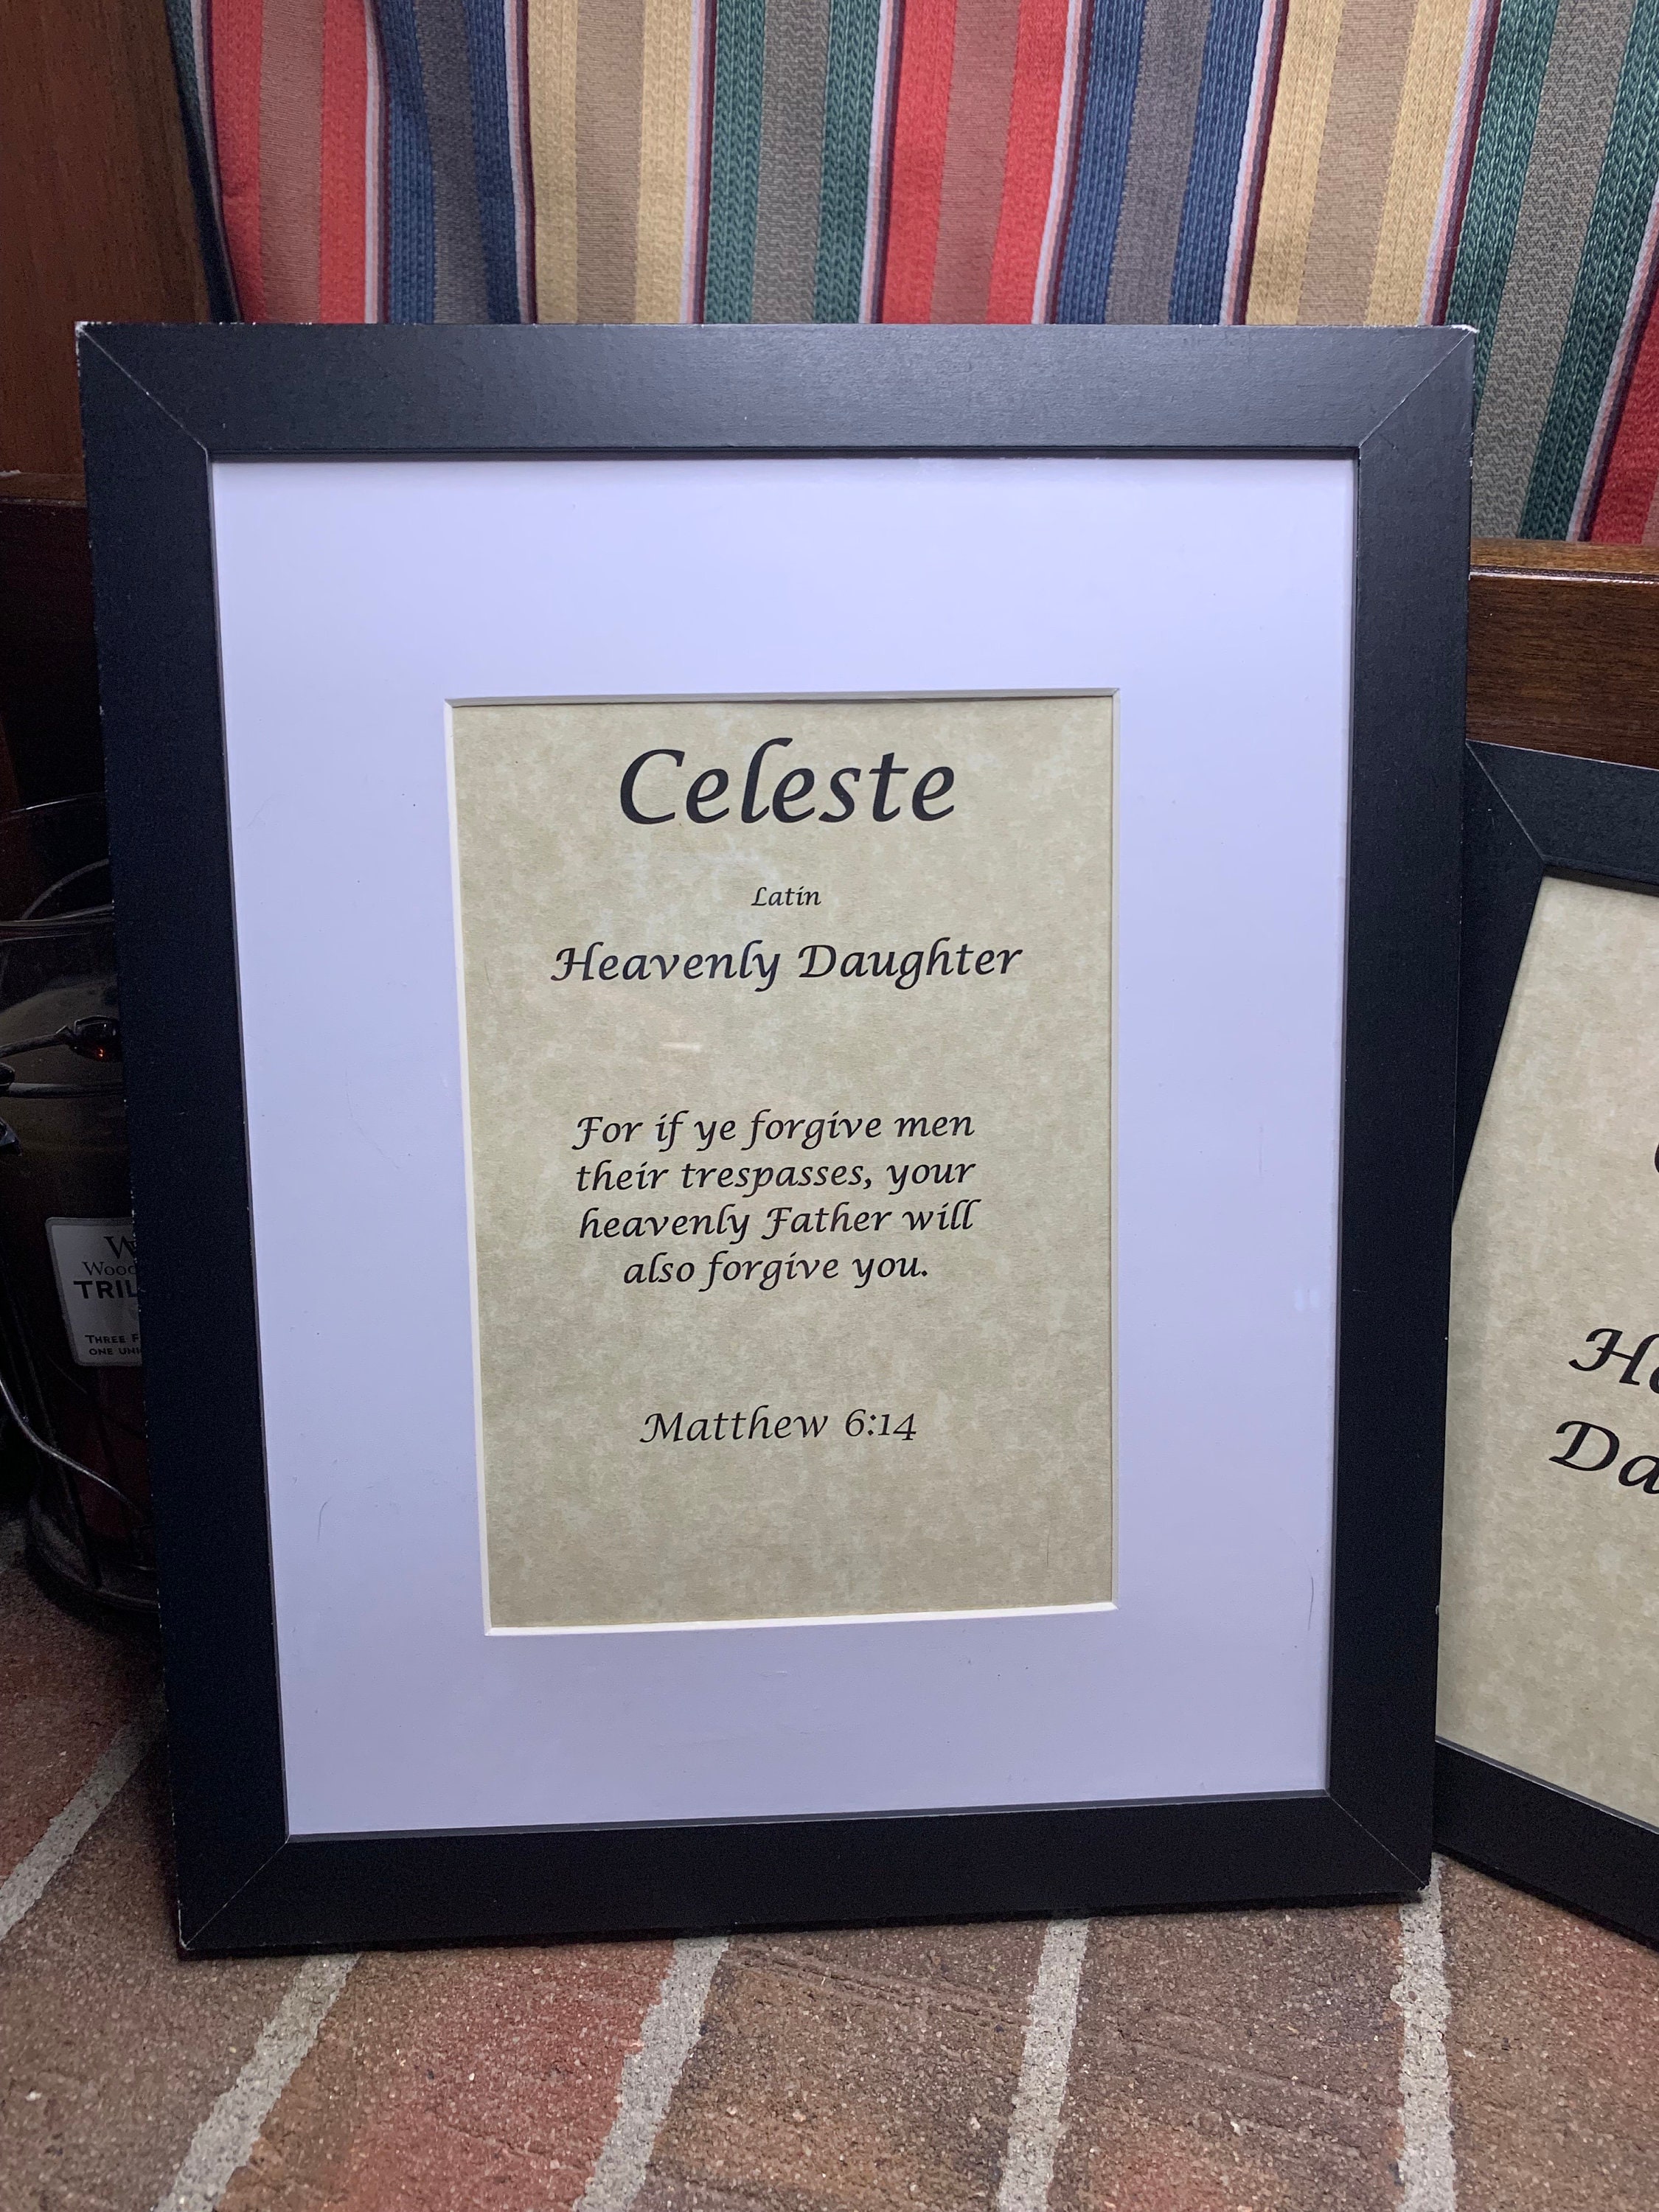 Celeste
Latin
Heavenly Daughter
For if ye forgive men
their trespasses, your
heavenly Father will
also forgive you.
Matthew 6:14
THREE